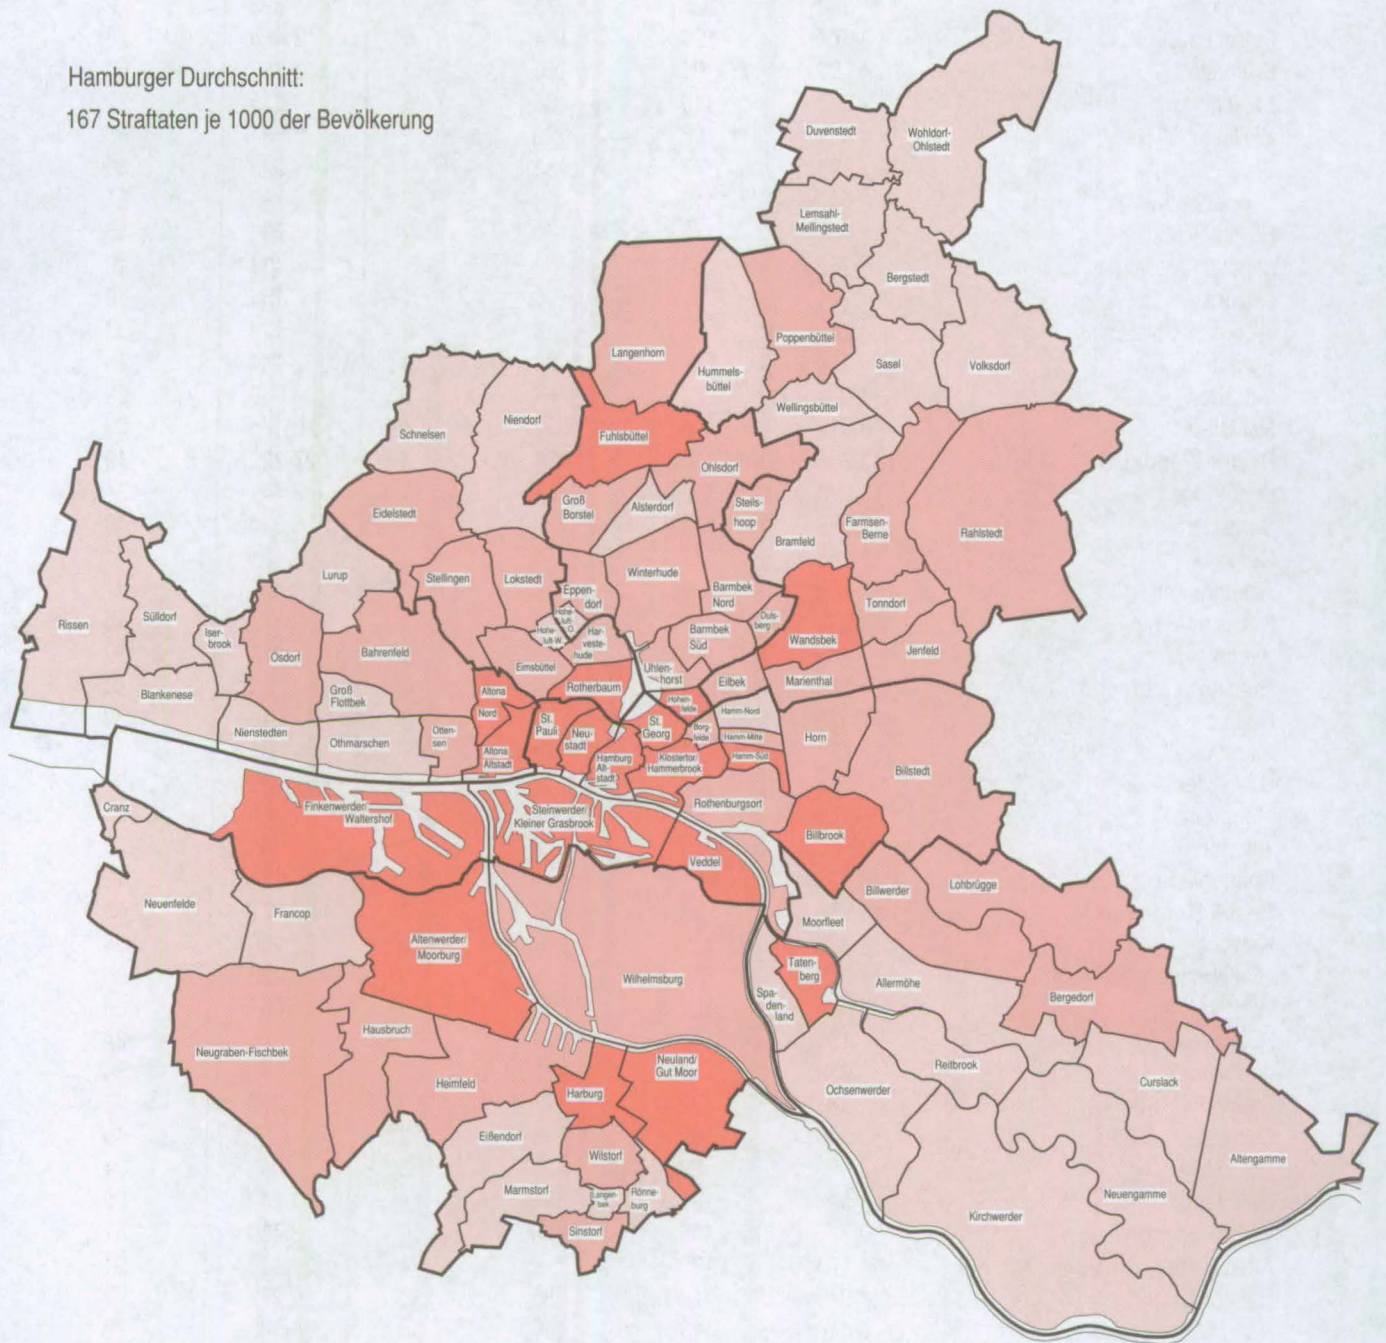 Hamburger Durchschnitt:
167 Straftaten je 1000 der Bevölkerung
Duvenstedt
Wohldorf-
Ohlstedt
Lemsahl-
Mellingstedt
Bergstedt
Langenhorn
Poppenbüttel
Hummels-
büttel
Sasel
Volksdorf
Wellingsbüttel
Niendorf
Schnelsen
Fuhlsbüttel
Ohlsdorf
Eidelstedt
Groß
Borstel
Alsterdorf
Steils-
hoop
Bramfeld
Farmsen-
Berne
Rahlstedt
Lurup
Stellingen
Lokstedt
Eppen-
dorf
Winterhude
Barmbek
Nord
Tonndorf
Rissen
Sülldorf
Iser-
brook
Osdorf
Bahrenfeld
Hohe-
luft-
O.
Hohe-
luft-W.
Har-
veste-
hude
Barmbek
Süd
Duls-
berg
Wandsbek
Jenfeld
Blankenese
Groß
Flottbek
Eimsbüttel
Rotherbaum
Uhlen-
horst
Eilbek
Marienthal
Altona
Nord
Hohen-
felde
Hamm-Nord
Nienstedten
Othmarschen
Otten-
sen
St.
Pauli
Neu-
stadt
St.
Georg
Borg-
felde
Hamm-Mitte
Horn
Altona
Altstadt
Hamburg
Alt-
stadt
Klostertor/
Hammerbrook
Hamm-Süd
Billstedt
Cranz
Finkenwerder/
Waltershof
Steinwerder/
Kleiner Grasbrook
Rothenburgsort
Billbrook
Veddel
Neuenfelde
Francop
Billwerder
Lohbrügge
Altenwerder/
Moorburg
Moorfleet
Wilhelmsburg
Taten-
berg
Allermöhe
Spa-
den-
land
Bergedorf
Hausbruch
Neugraben-Fischbek
Heimfeld
Harburg
Neuland/
Gut Moor
Ochsenwerder
Reitbrook
Curslack
Eißendorf
Wilstorf
Altengamme
Marmstorf
Langen-
bek
Rönne-
burg
Neuengamme
Kirchwerder
Sinstorf